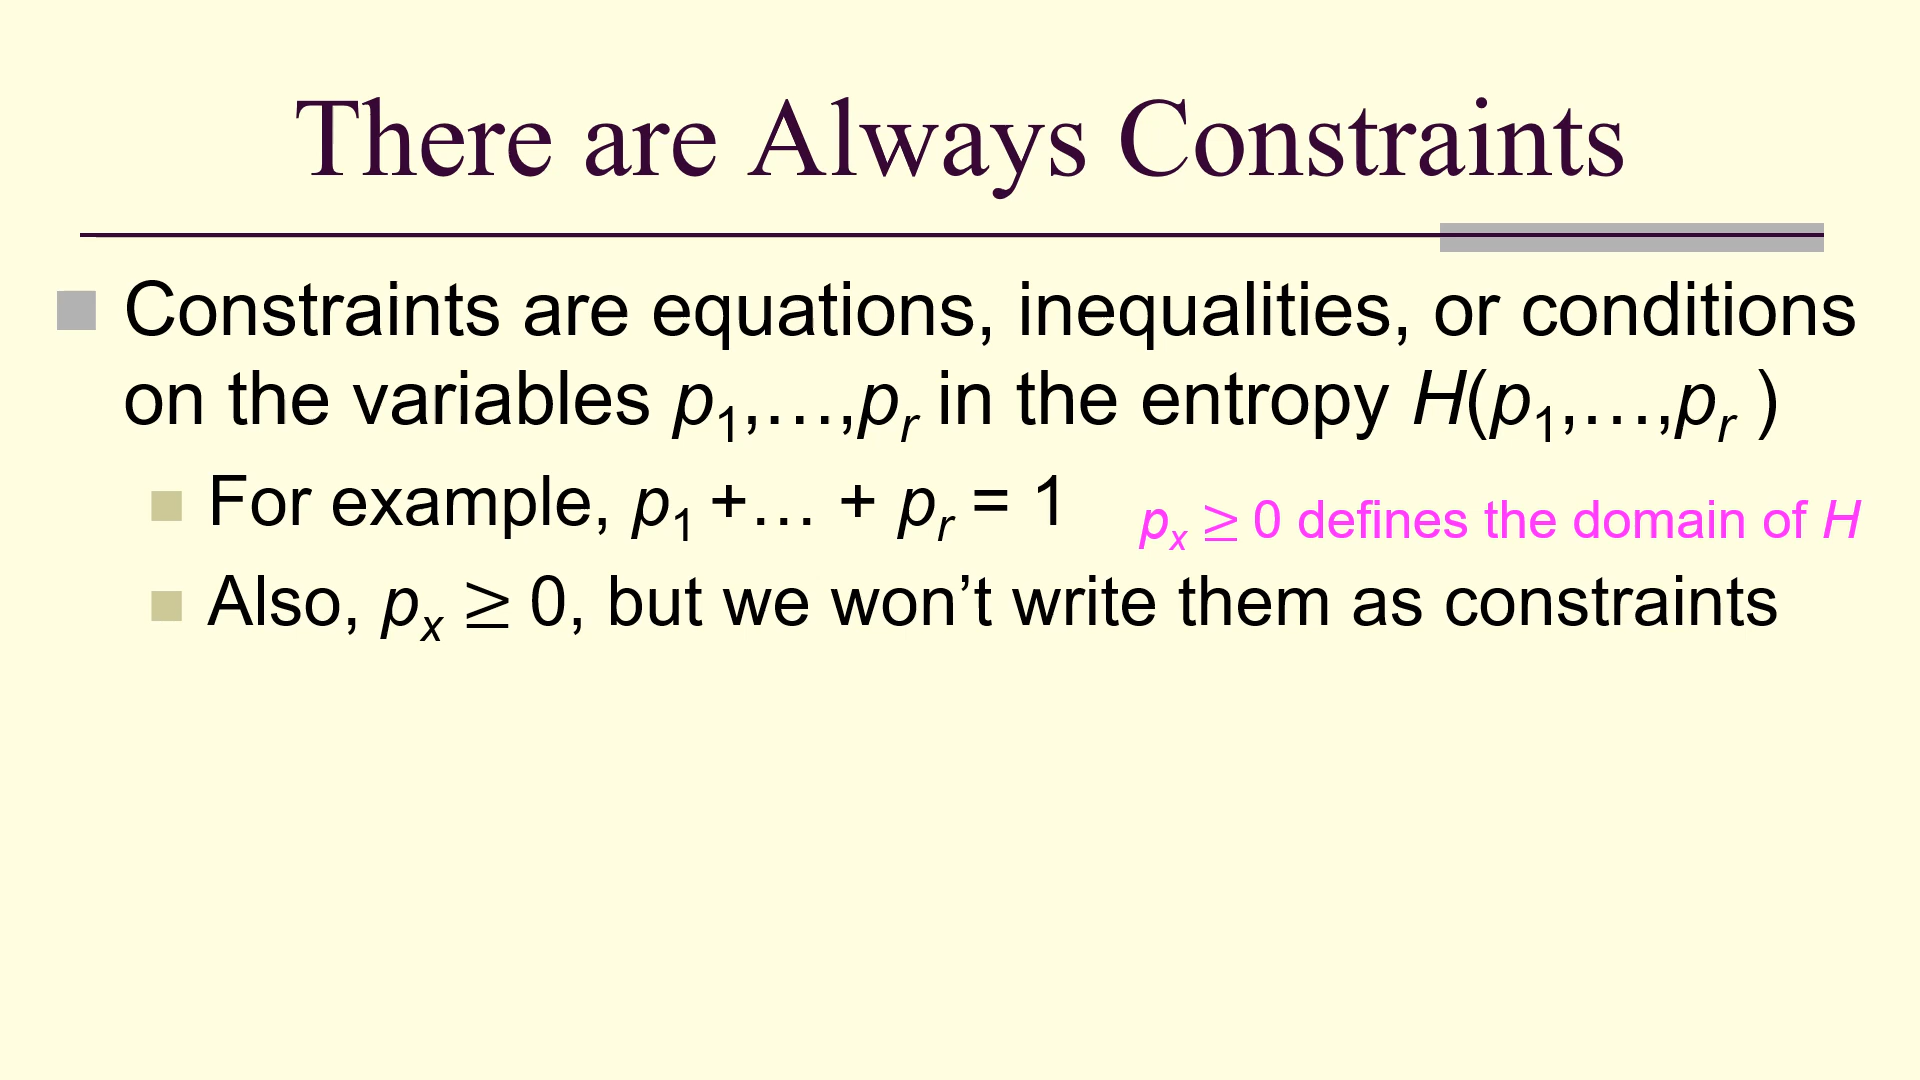 There are Always Constraints
Constraints are equations, inequalities, or conditions
on the variables p₁,…,pᵣ in the entropy H(p₁,…,pᵣ )
For example, p₁ +… + pᵣ = 1
pₓ ≥ 0 defines the domain of H
Also, pₓ ≥ 0, but we won’t write them as constraints